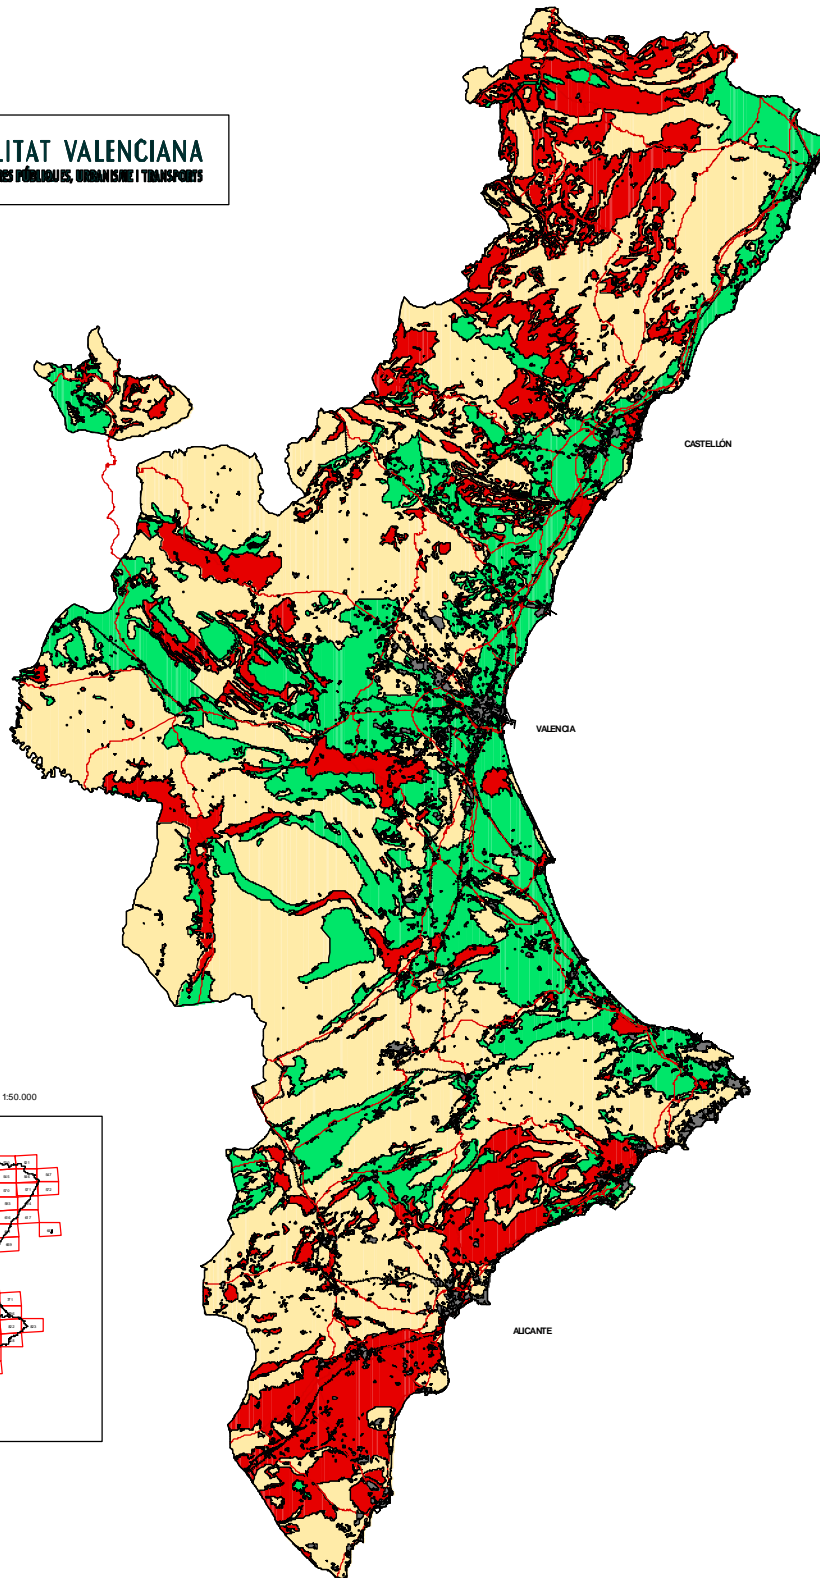 LITAT VALENCIANA
RES PÚBLIQUES, URBANISME I TRANSPORTS
CASTELLÓN
VALENCIA
1:50.000
ALICANTE